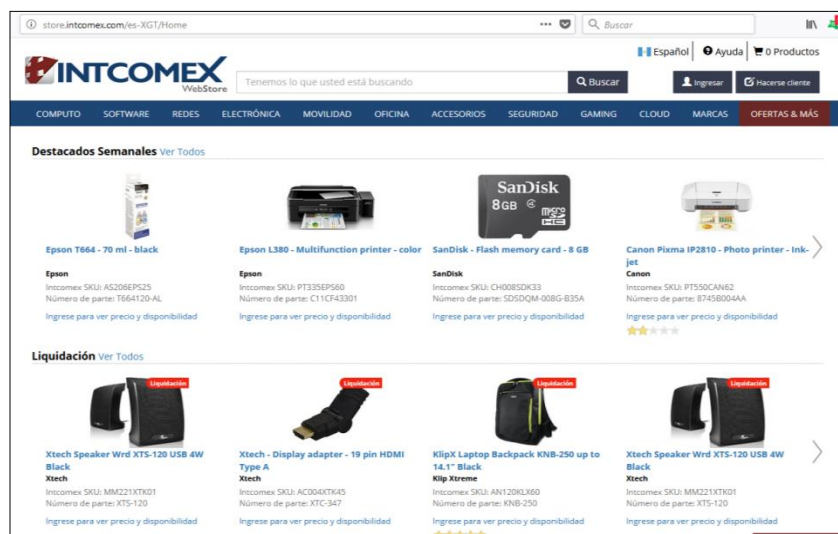 store.intcomex.com/es-XGT/Home
Buscar
Español
Ayuda
0 Productos
INTCOMEX
WebStore
Tenemos lo que usted está buscando
Buscar
Ingresar
Hacerse cliente
COMPUTO SOFTWARE REDES ELECTRÓNICA MOVILIDAD OFICINA ACCESORIOS SEGURIDAD GAMING CLOUD MARCAS OFERTAS & MÁS
Destacados Semanales Ver Todos
SanDisk
8GB 4 micro HC
Epson T664 - 70 ml - black
Epson
Intcomex SKU: AS206EPS25
Número de parte: T664120-AL
Ingrese para ver precio y disponibilidad
Epson L380 - Multifunction printer - color
Epson
Intcomex SKU: PT335EPS60
Número de parte: C11CF43301
Ingrese para ver precio y disponibilidad
SanDisk - Flash memory card - 8 GB
SanDisk
Intcomex SKU: CH008SDK33
Número de parte: SDSDQM-008G-B35A
Ingrese para ver precio y disponibilidad
Canon Pixma IP2810 - Photo printer - Ink-
jet
Canon
Intcomex SKU: PT550CAN62
Número de parte: 8745B004AA
Ingrese para ver precio y disponibilidad
Liquidación Ver Todos
Liquidación
Xtech Speaker Wrd XTS-120 USB 4W
Black
Xtech
Intcomex SKU: MM221XTK01
Número de parte: XTS-120
Ingrese para ver precio y disponibilidad
Liquidación
Xtech - Display adapter - 19 pin HDMI
Type A
Xtech
Intcomex SKU: AC004XTK45
Número de parte: XTC-347
Ingrese para ver precio y disponibilidad
Liquidación
KlipX Laptop Backpack KNB-250 up to
14.1" Black
Klip Xtreme
Intcomex SKU: AN120KLX60
Número de parte: KNB-250
Ingrese para ver precio y disponibilidad
Liquidación
Xtech Speaker Wrd XTS-120 USB 4W
Black
Xtech
Intcomex SKU: MM221XTK01
Número de parte: XTS-120
Ingrese para ver precio y disponibilidad